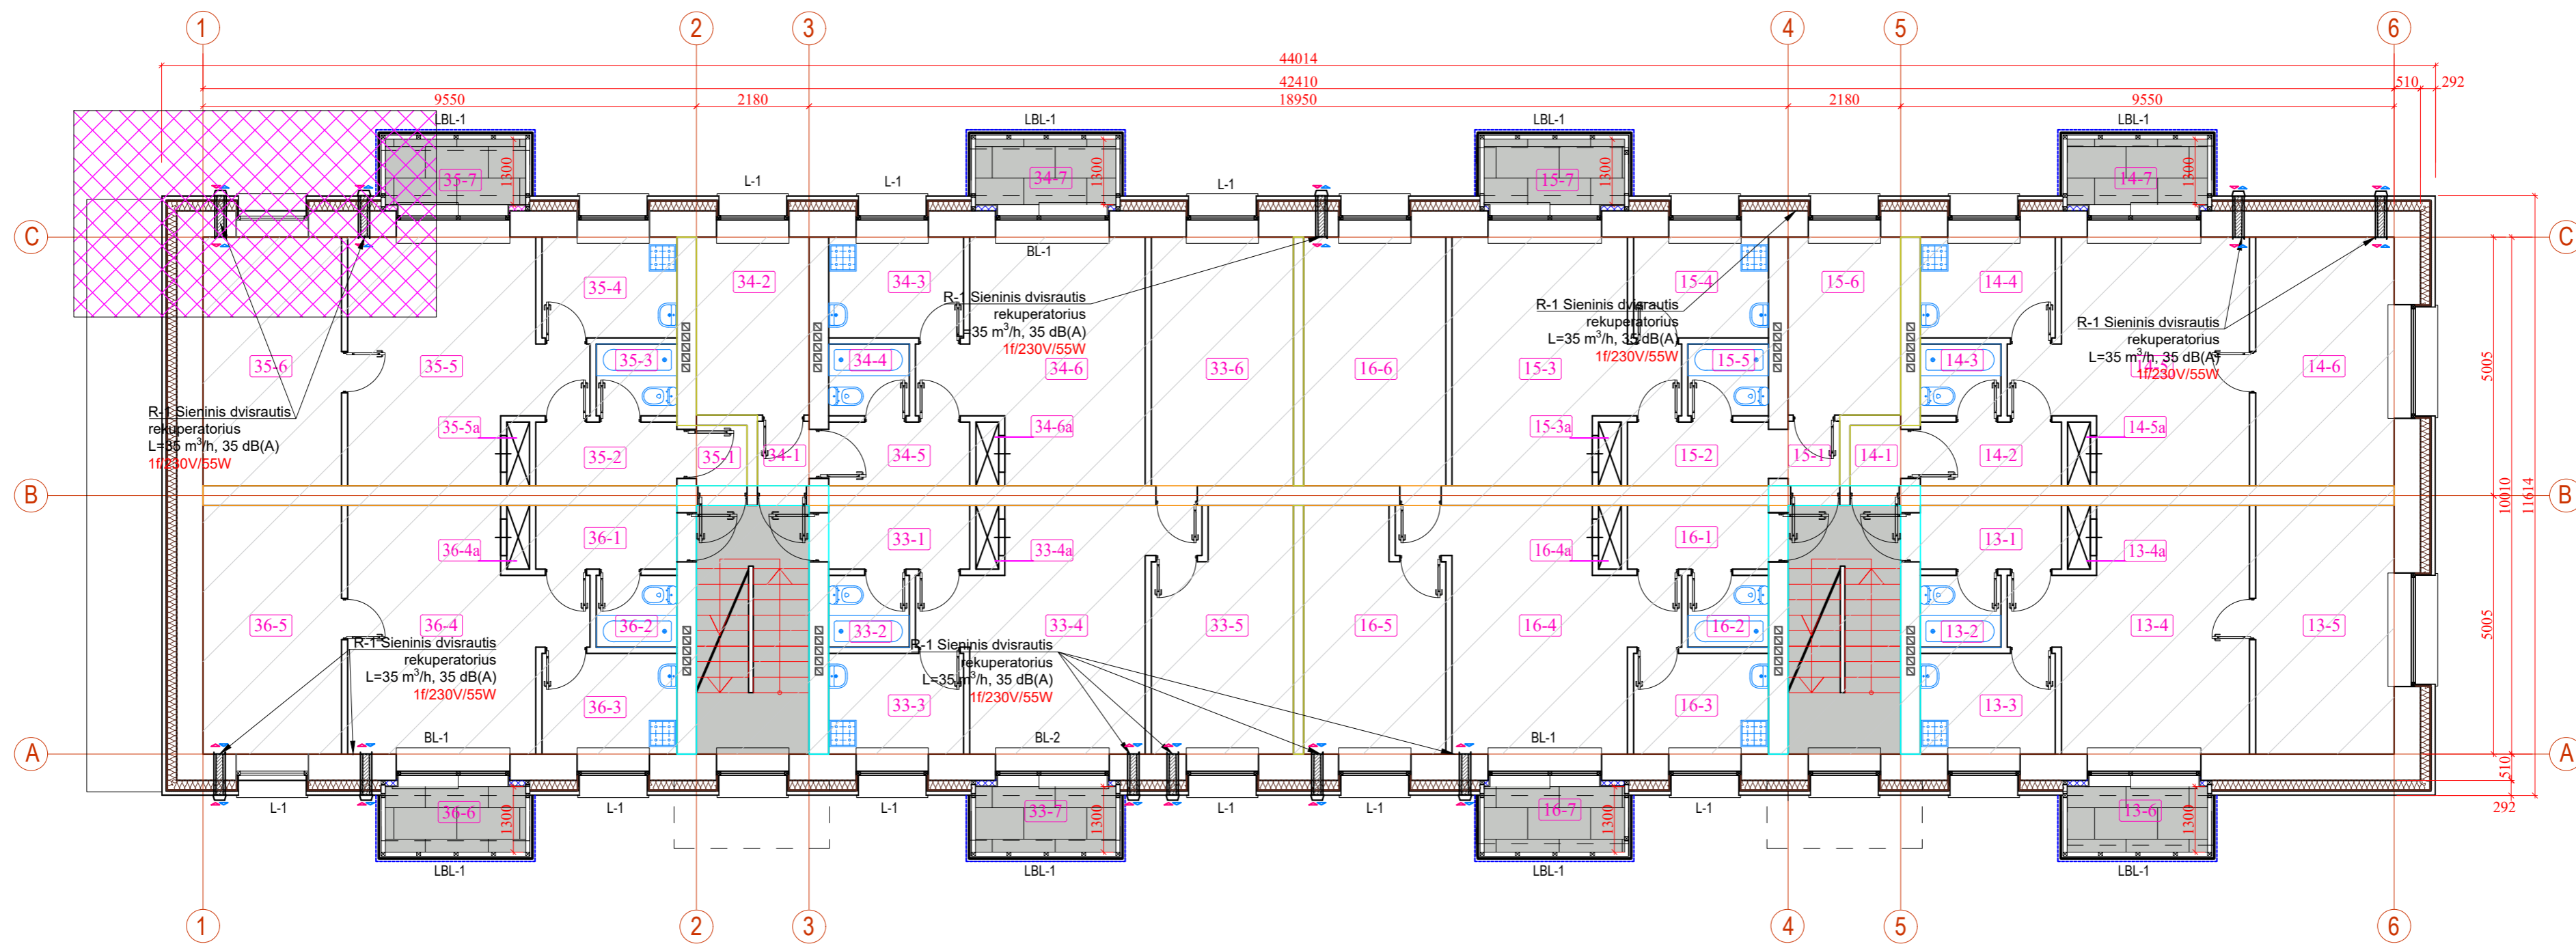 1 2 3 4 5 6
44014
42410
510 292
9550 2180 18950 2180 9550
LBL-1 LBL-1 LBL-1 LBL-1
1300 1300 1300 1300
35-7 34-7 15-7 14-7
L-1 L-1 L-1
C C
BL-1
35-4 34-2 34-3 15-4 15-6 14-4
R-1 Sieninis dvisrautis
rekuperatorius
L=35 m³/h, 35 dB(A)
1f/230V/55W
R-1 Sieninis dvisrautis
rekuperatorius
L=35 m³/h, 35 dB(A)
1f/230V/55W
R-1 Sieninis dvisrautis
rekuperatorius
L=35 m³/h, 35 dB(A)
1f/230V/55W
35-6 35-5 35-3 34-4 34-6 33-6 16-6 15-3 15-5 14-3 14-5 14-6
5005
R-1 Sieninis dvisrautis
rekuperatorius
L=35 m³/h, 35 dB(A)
1f/230V/55W
35-5a 34-6a 15-3a 14-5a
35-2 35-1 34-1 34-5 15-2 15-1 14-1 14-2
B B
10010
11614
36-4a 36-1 33-1 33-4a 16-4a 16-1 13-1 13-4a
36-5 36-4 36-2 33-2 33-4 33-5 16-5 16-4 16-2 13-2 13-4 13-5
5005
R-1 Sieninis dvisrautis
rekuperatorius
L=35 m³/h, 35 dB(A)
1f/230V/55W
R-1 Sieninis dvisrautis
rekuperatorius
L=35 m³/h, 35 dB(A)
1f/230V/55W
36-3 33-3 16-3 13-3
BL-1 BL-2 BL-1
A A
510
292
L-1 L-1 L-1 L-1 L-1 L-1
36-6 33-7 16-7 13-6
1300 1300 1300 1300
LBL-1 LBL-1 LBL-1 LBL-1
1 2 3 4 5 6